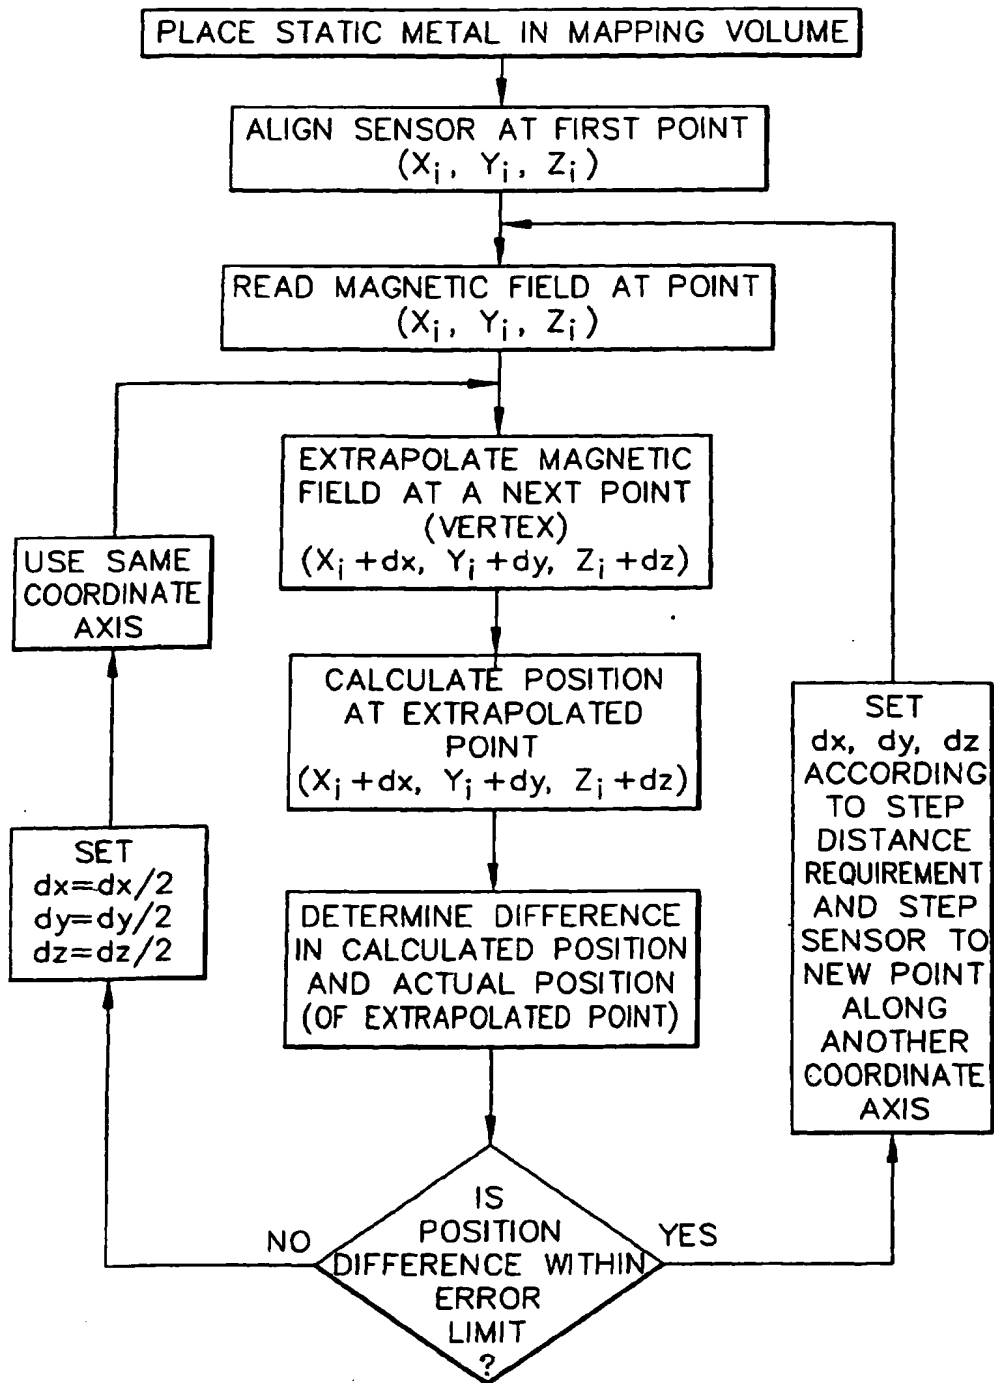 PLACE STATIC METAL IN MAPPING VOLUME
ALIGN SENSOR AT FIRST POINT
(Xi, Yi, Zi)
READ MAGNETIC FIELD AT POINT
(Xi, Yi, Zi)
EXTRAPOLATE MAGNETIC
FIELD AT A NEXT POINT
(VERTEX)
(Xi+dx, Yi+dy, Zi+dz)
CALCULATE POSITION
AT EXTRAPOLATED
POINT
(Xi+dx, Yi+dy, Zi+dz)
DETERMINE DIFFERENCE
IN CALCULATED POSITION
AND ACTUAL POSITION
(OF EXTRAPOLATED POINT)
IS
POSITION
DIFFERENCE WITHIN
ERROR
LIMIT
?
NO
SET
dx=dx/2
dy=dy/2
dz=dz/2
USE SAME
COORDINATE
AXIS
YES
SET
dx, dy, dz
ACCORDING
TO STEP
DISTANCE
REQUIREMENT
AND STEP
SENSOR TO
NEW POINT
ALONG
ANOTHER
COORDINATE
AXIS